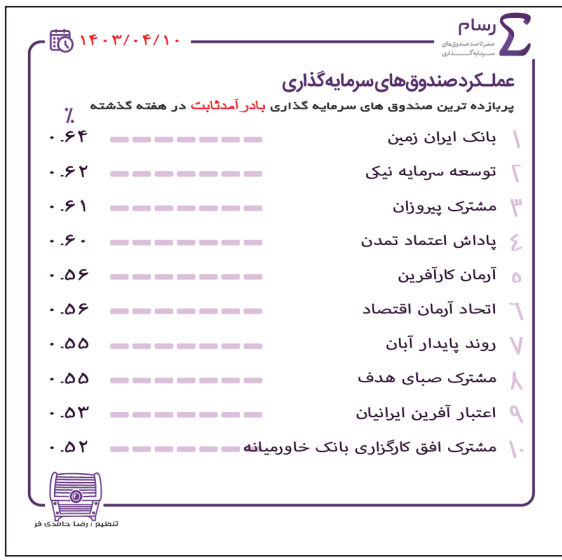 رسام
صفر تا صد صندوق‌های
سرمایه‌گذاری
۱۴۰۳/۰۴/۱۰
عملکرد صندوق‌های سرمایه‌گذاری
پربازده ترین صندوق های سرمایه گذاری بادرآمدثابت در هفته گذشته
٪
۱ بانک ایران زمین ۰.۶۴
۲ توسعه سرمایه نیکی ۰.۶۲
۳ مشترک پیروزان ۰.۶۱
۴ پاداش اعتماد تمدن ۰.۶۰
۵ آرمان کارآفرین ۰.۵۶
۶ اتحاد آرمان اقتصاد ۰.۵۶
۷ روند پایدار آبان ۰.۵۵
۸ مشترک صبای هدف ۰.۵۵
۹ اعتبار آفرین ایرانیان ۰.۵۳
۱۰ مشترک افق کارگزاری بانک خاورمیانه ۰.۵۲
تنظیم : رضا حامدی فر